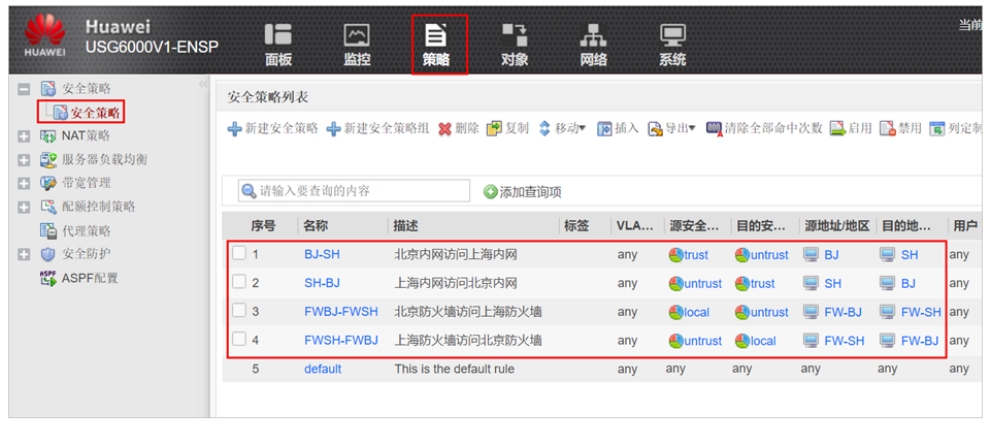 Huawei
USG6000V1-ENSP
HUAWEI
面板
监控
策略
对象
网络
系统
当前
安全策略
安全策略
NAT策略
服务器负载均衡
带宽管理
配额控制策略
代理策略
安全防护
ASPF配置
安全策略列表
新建安全策略 新建安全策略组 删除 复制 移动 插入 导出 清除全部命中次数 启用 禁用 列定制
请输入要查询的内容 添加查询项
序号 名称 描述 标签 VLA... 源安全... 目的安... 源地址/地区 目的地... 用户
1 BJ-SH 北京内网访问上海内网 any trust untrust BJ SH any
2 SH-BJ 上海内网访问北京内网 any untrust trust SH BJ any
3 FWBJ-FWSH 北京防火墙访问上海防火墙 any local untrust FW-BJ FW-SH any
4 FWSH-FWBJ 上海防火墙访问北京防火墙 any untrust local FW-SH FW-BJ any
5 default This is the default rule any any any any any any